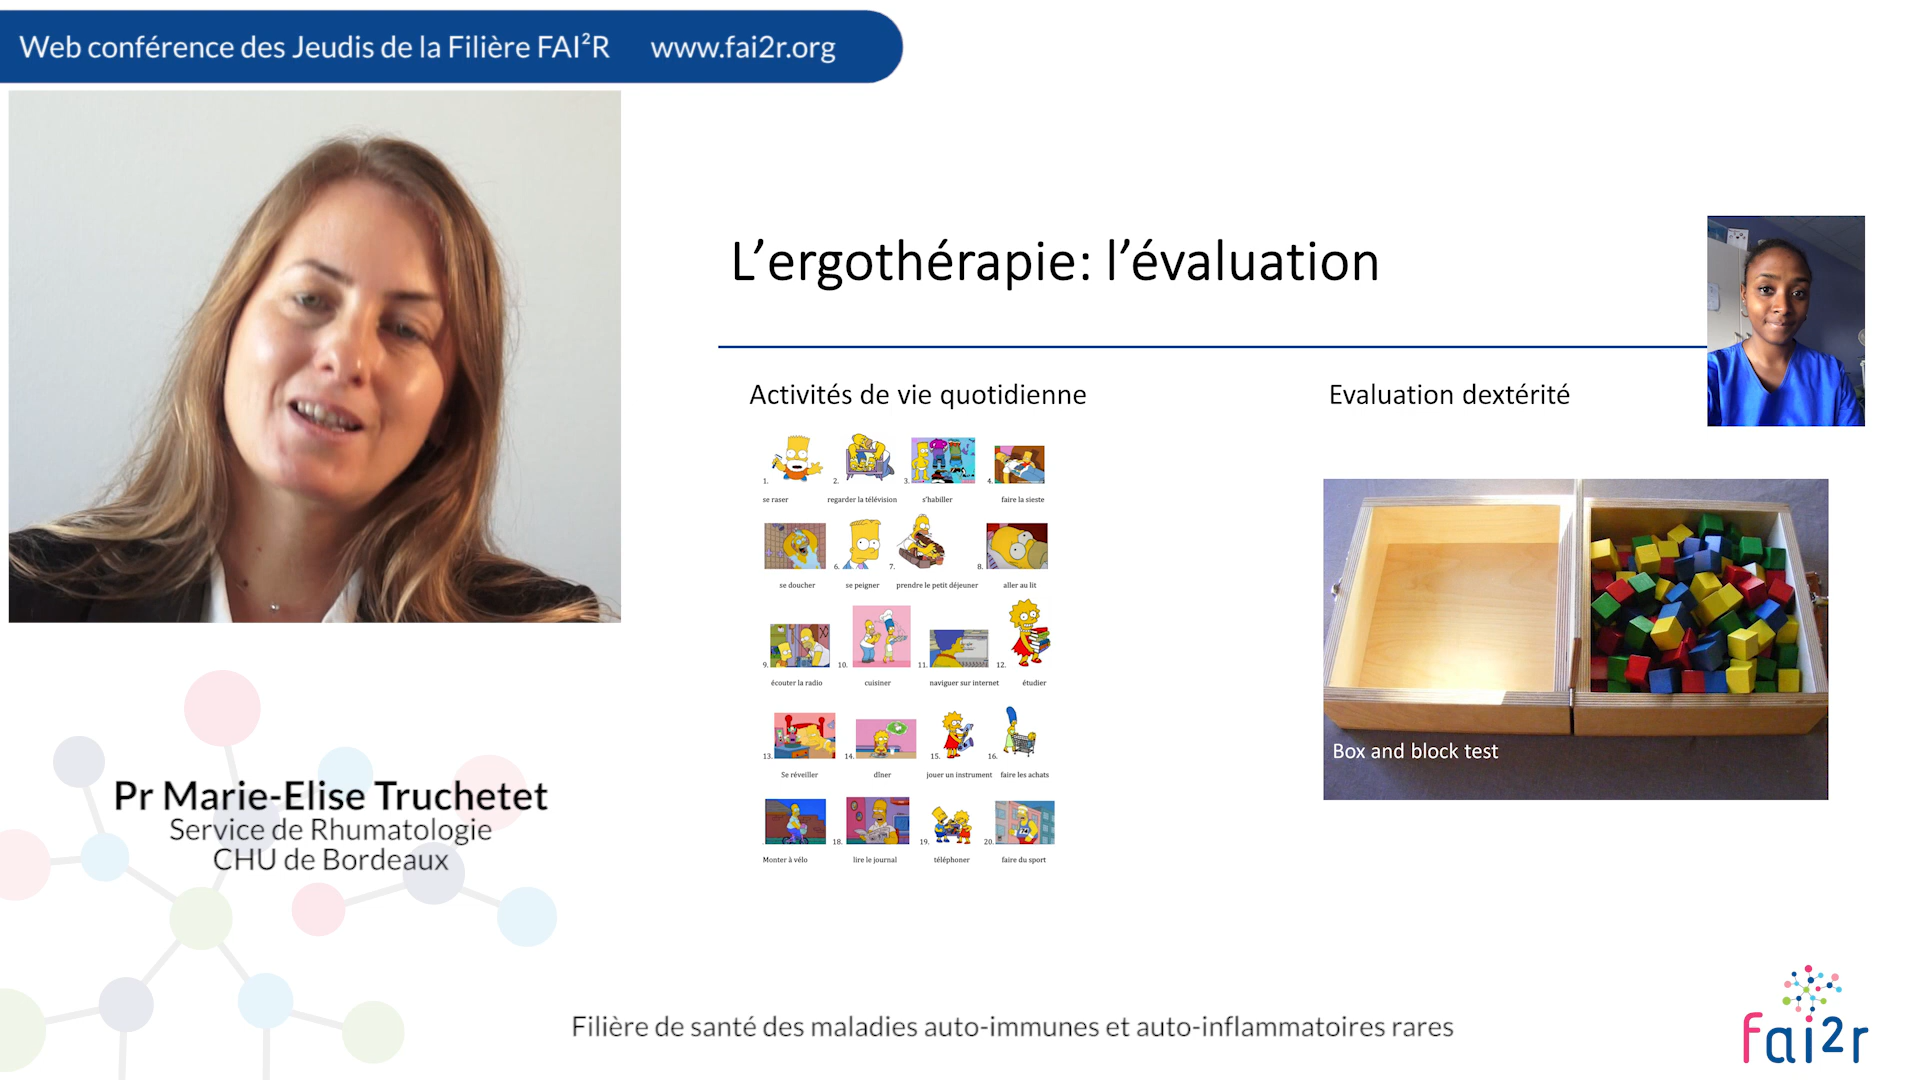 Web conférence des Jeudis de la Filière FAI²R www.fai2r.org
L'ergothérapie: l'évaluation
Activités de vie quotidienne
Evaluation dextérité
1. 2. 3. 4.
se raser regarder la télévision s'habiller faire la sieste
6. 7. 8.
se doucher se peigner prendre le petit déjeuner aller au lit
9. 10. 11. 12.
écouter la radio cuisiner naviguer sur internet étudier
13. 14. 15. 16.
Se réveiller dîner jouer un instrument faire les achats
18. 19. 20.
Monter à vélo lire le journal téléphoner faire du sport
Box and block test
Pr Marie-Elise Truchetet
Service de Rhumatologie
CHU de Bordeaux
Filière de santé des maladies auto-immunes et auto-inflammatoires rares
fai2r